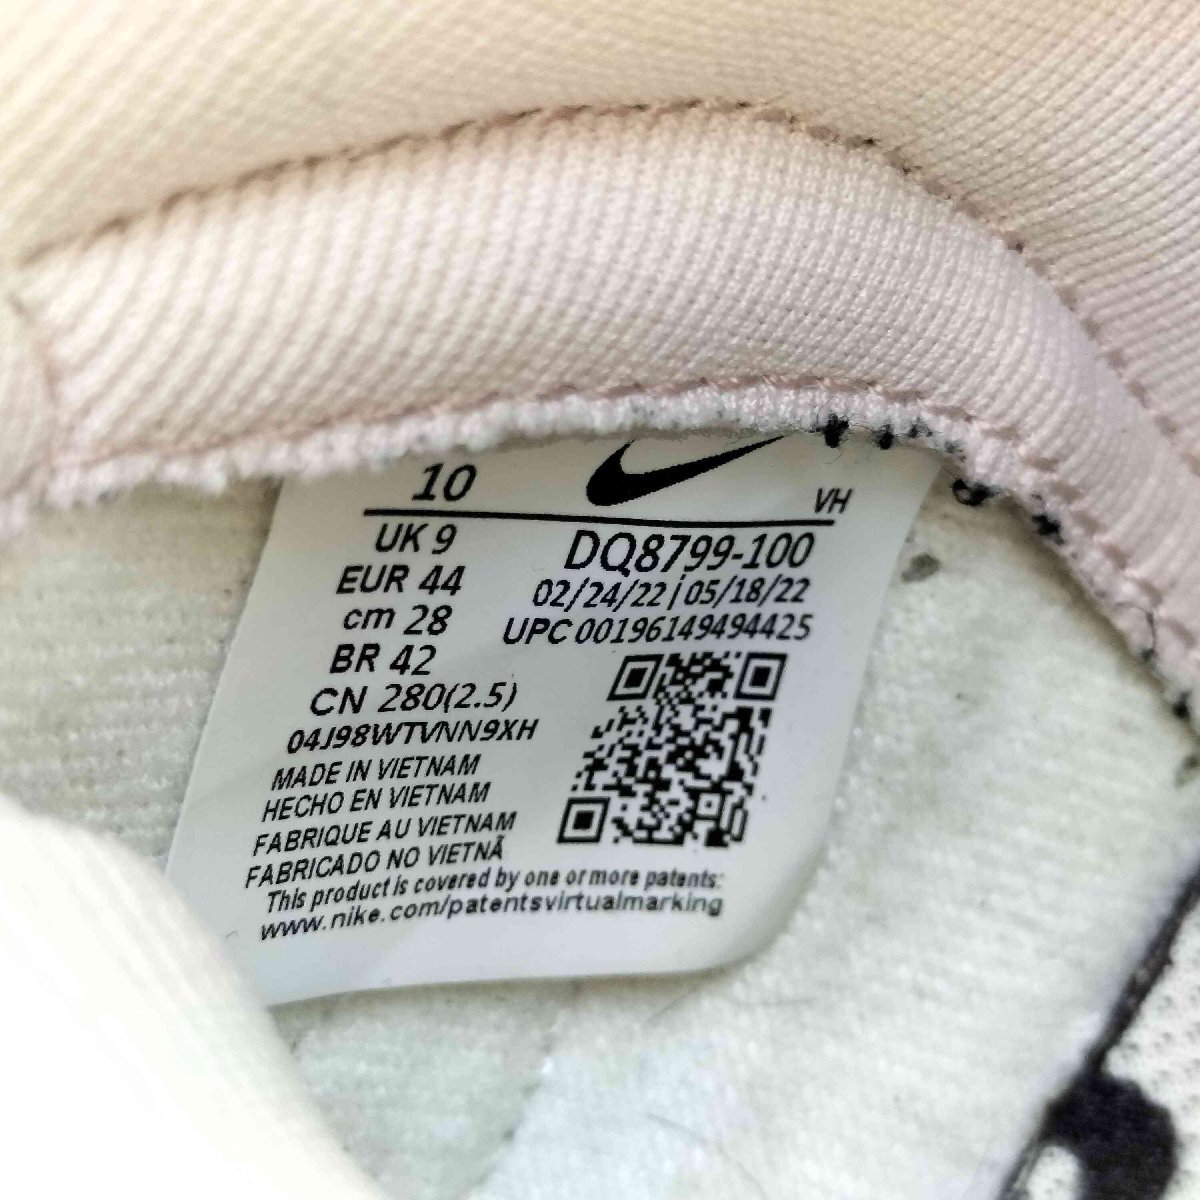 10
VH
UK 9
EUR 44
cm 28
BR 42
CN 280(2.5)
04J98WTVNN9XH
DQ8799-100
02/24/22 | 05/18/22
UPC 00196149494425
MADE IN VIETNAM
HECHO EN VIETNAM
FABRIQUE AU VIETNAM
FABRICADO NO VIETNÃ
This product is covered by one or more patents:
www.nike.com/patentsvirtualmarking